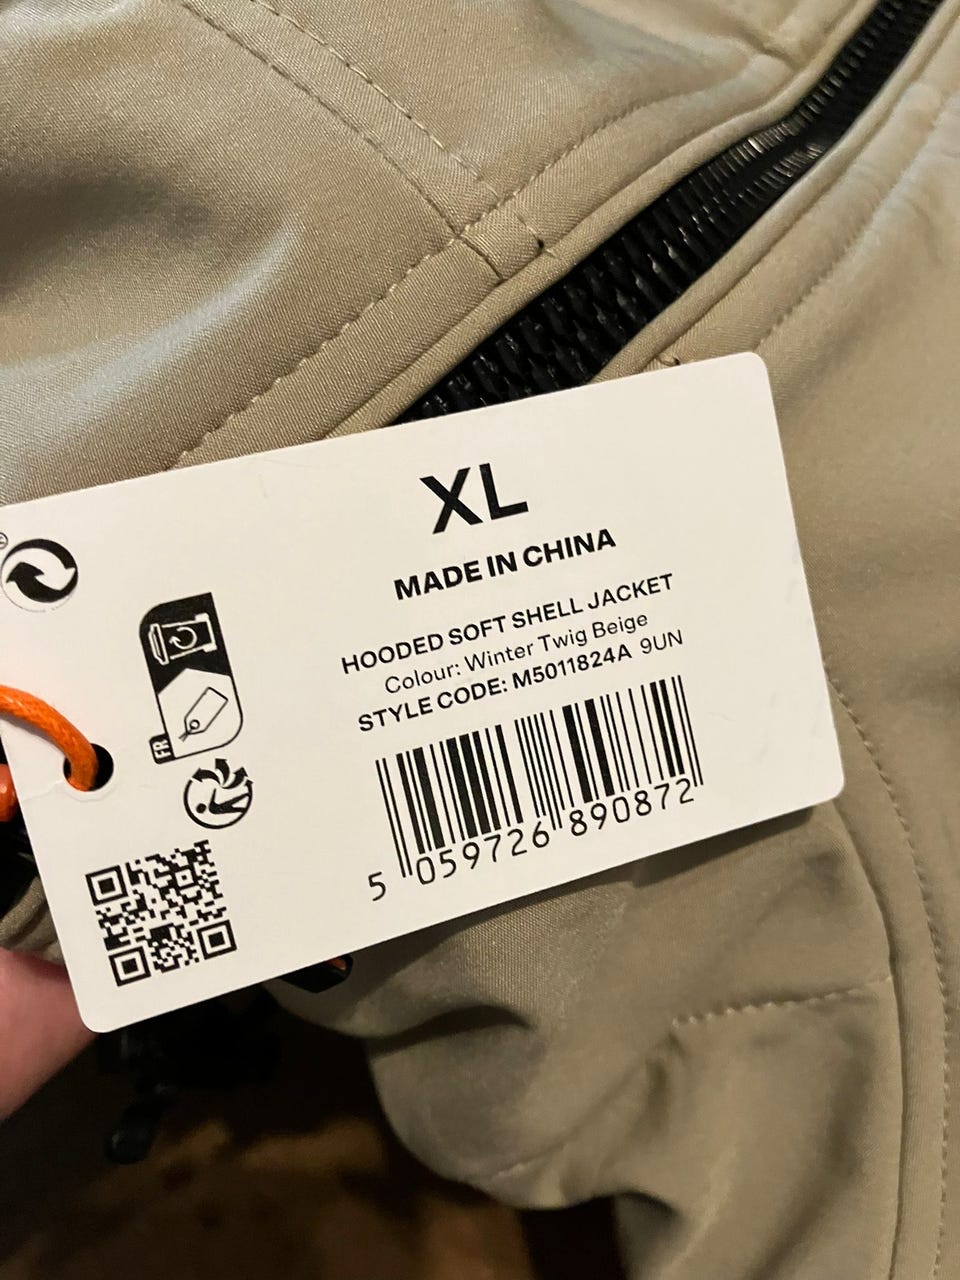 XL
MADE IN CHINA
HOODED SOFT SHELL JACKET
Colour: Winter Twig Beige
STYLE CODE: M5011824A 9UN
5 059726 890872
FR